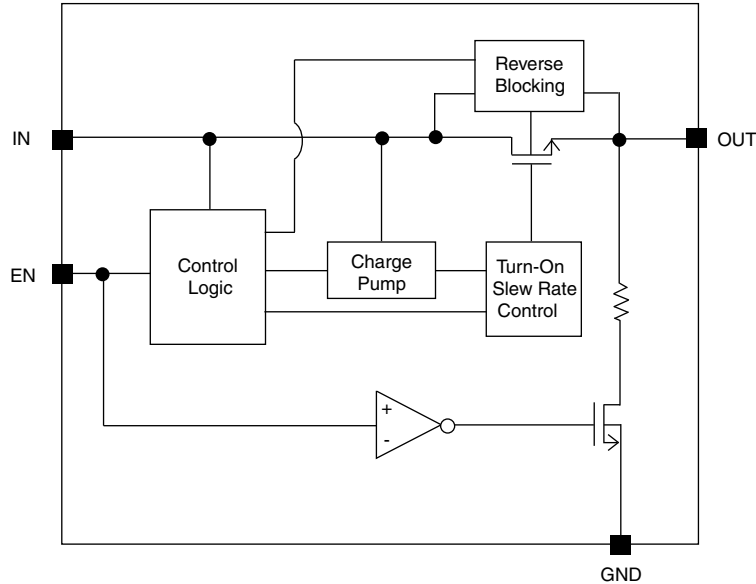 Reverse
Blocking
IN
OUT
EN
Control
Logic
Charge
Pump
Turn-On
Slew Rate
Control
+
-
GND